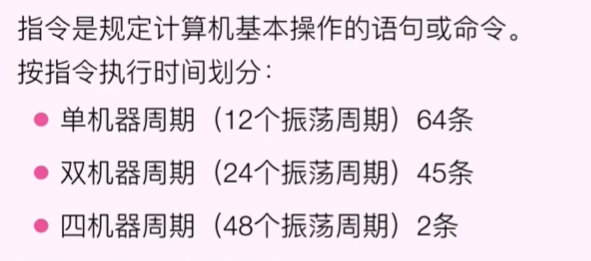 指令是规定计算机基本操作的语句或命令。
按指令执行时间划分：
单机器周期（12个振荡周期）64条
双机器周期（24个振荡周期）45条
四机器周期（48个振荡周期）2条